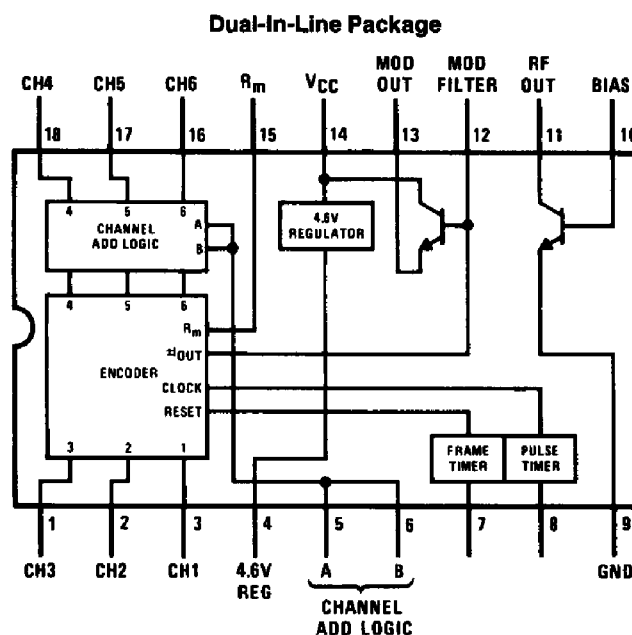 Dual-In-Line Package
CH4 CH5 CH6 Rm VCC MOD OUT MOD FILTER RF OUT BIAS
18 17 16 15 14 13 12 11 10
4 5 6
CHANNEL
ADD LOGIC
A
B
4.6V
REGULATOR
4 5 6
Rm
±IOUT
ENCODER
CLOCK
RESET
3 2 1
FRAME
TIMER
PULSE
TIMER
1 2 3 4 5 6 7 8 9
CH3 CH2 CH1 4.6V REG A B GND
CHANNEL
ADD LOGIC